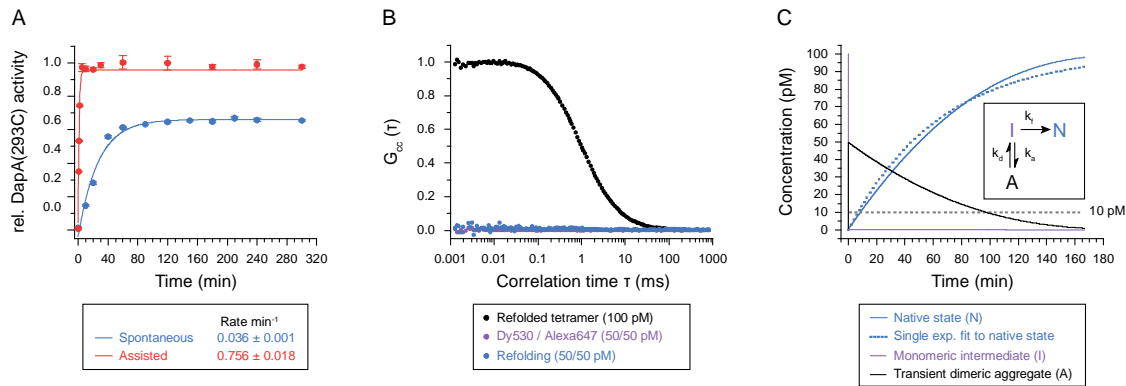 A
rel. DapA(293C) activity
1.0
0.8
0.6
0.4
0.2
0.0
0 40 80 120 160 200 240 280 320
Time (min)
Rate min-1
Spontaneous 0.036 ± 0.001
Assisted 0.756 ± 0.018
B
Gcc (τ)
1.0
0.8
0.6
0.4
0.2
0.0
0.001 0.01 0.1 1 10 100 1000
Correlation time τ (ms)
Refolded tetramer (100 pM)
Dy530 / Alexa647 (50/50 pM)
Refolding (50/50 pM)
C
Concentration (pM)
100
90
80
70
60
50
40
30
20
10
0
I kf N
kd ka
A
10 pM
0 20 40 60 80 100 120 140 160 180
Time (min)
Native state (N)
Single exp. fit to native state
Monomeric intermediate (I)
Transient dimeric aggregate (A)